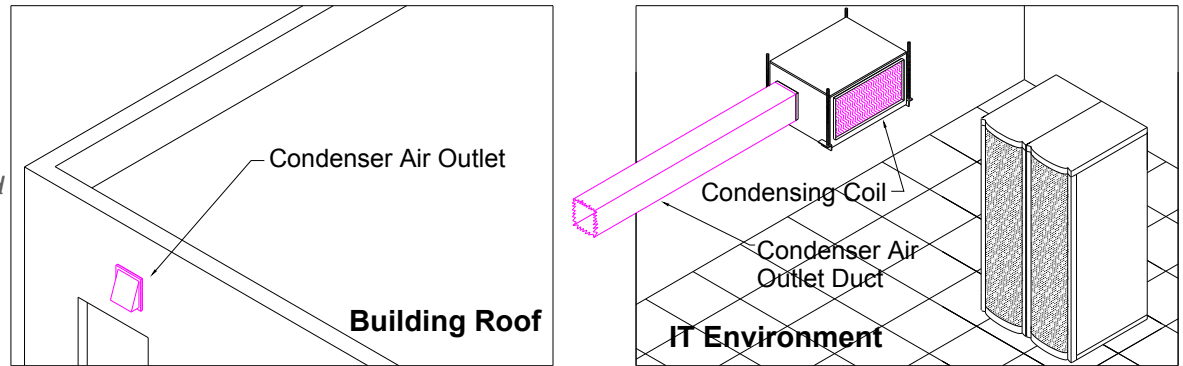 Condenser Air Outlet
Building Roof
Condensing Coil
Condenser Air
Outlet Duct
IT Environment